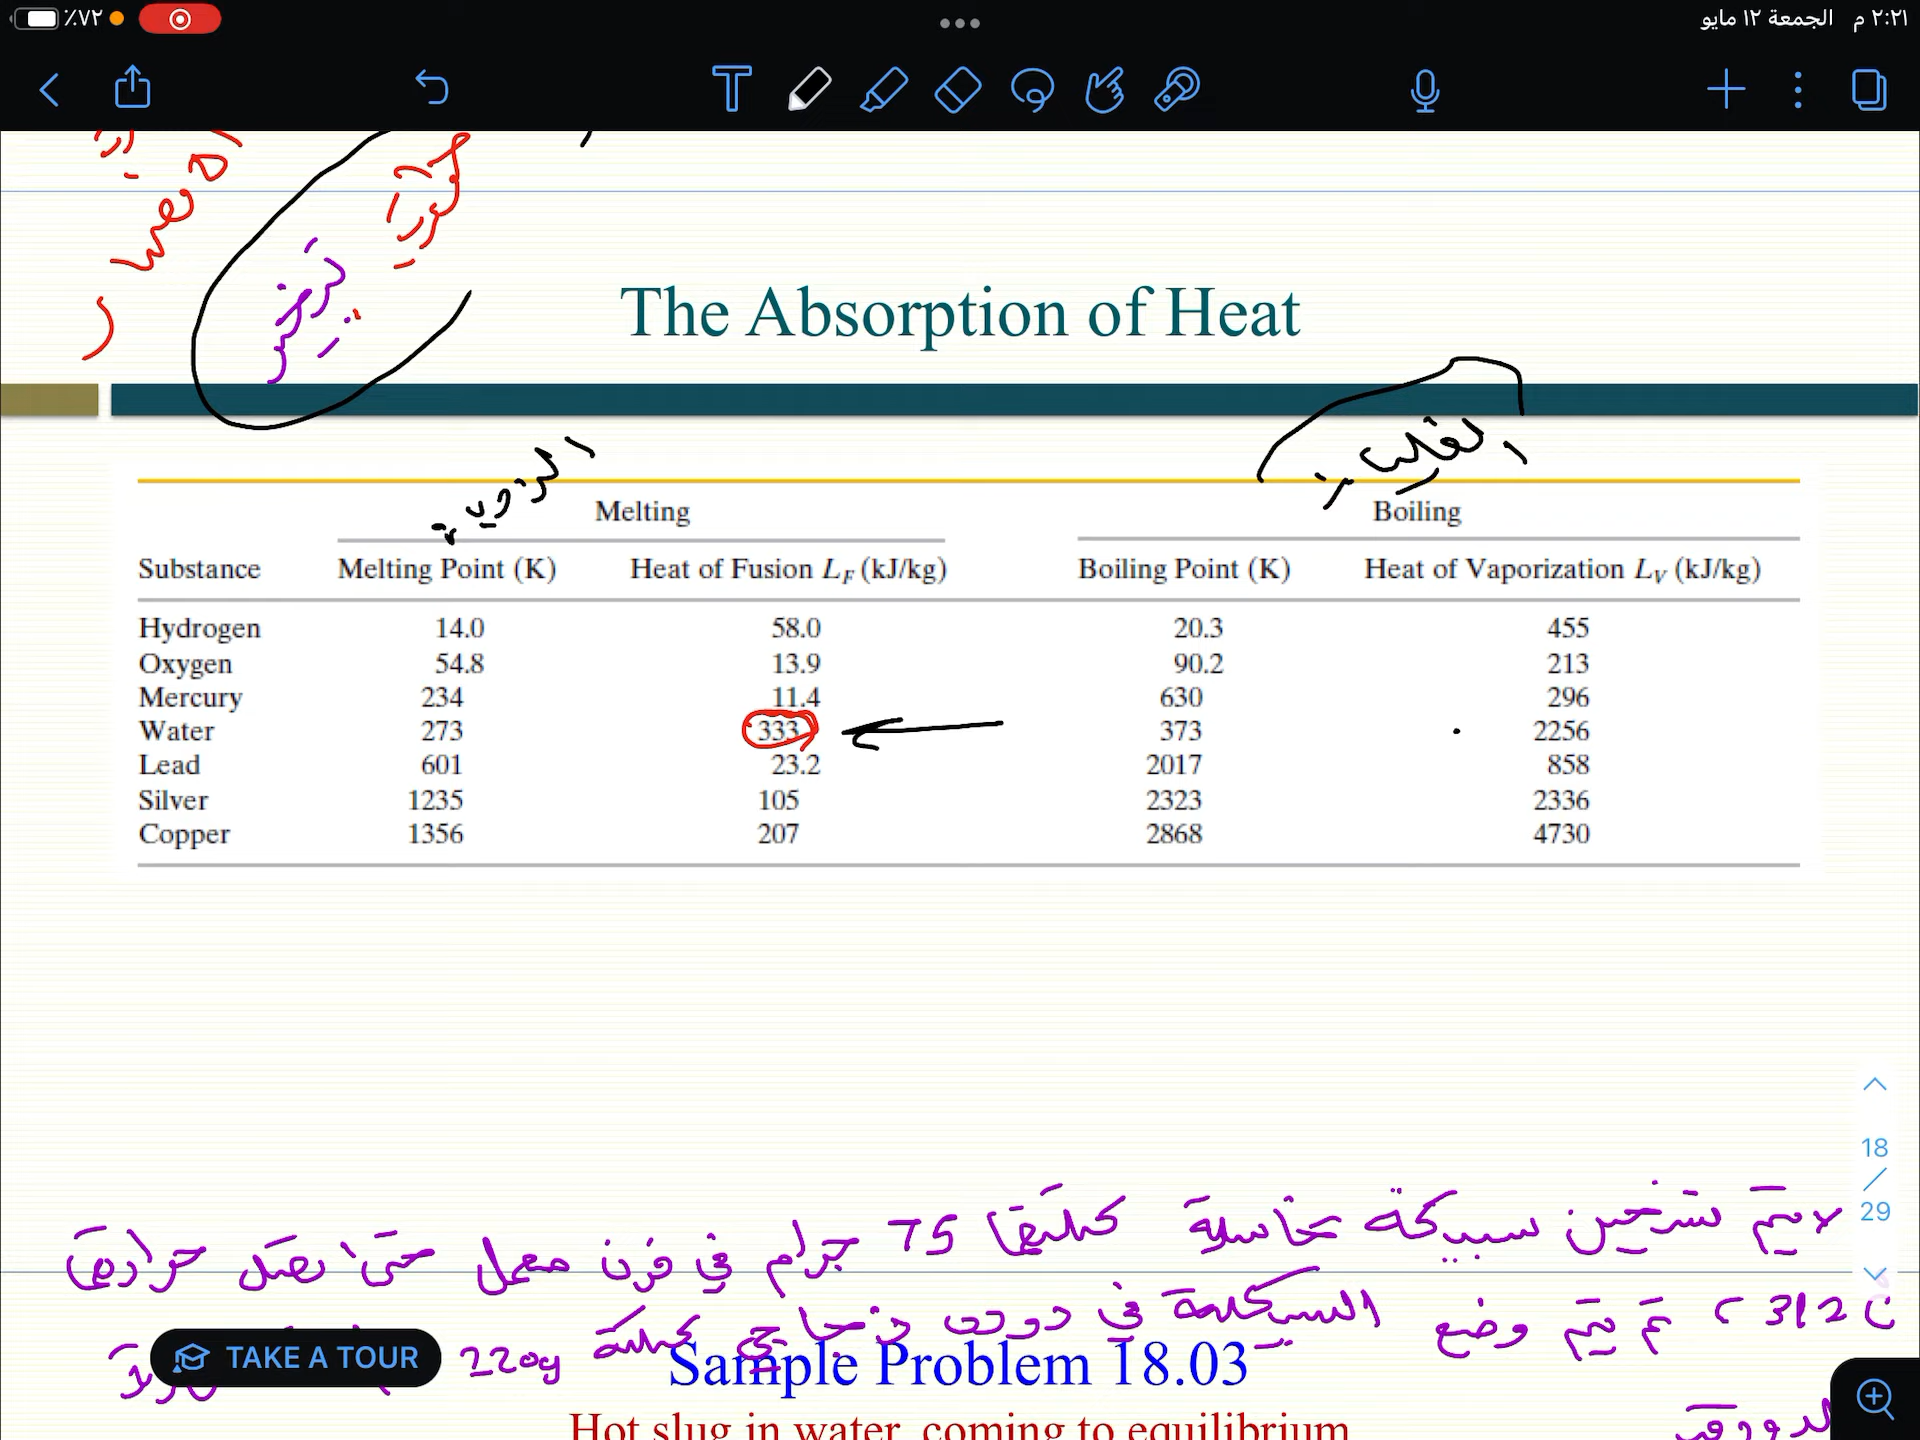 ٪٧٢
٢:٢١ م الجمعة ١٢ مايو
The Absorption of Heat
الغليان
Melting
Boiling
Substance Melting Point (K) Heat of Fusion LF (kJ/kg) Boiling Point (K) Heat of Vaporization LV (kJ/kg)
Hydrogen 14.0 58.0 20.3 455
Oxygen 54.8 13.9 90.2 213
Mercury 234 11.4 630 296
Water 273 333 373 2256
Lead 601 23.2 2017 858
Silver 1235 105 2323 2336
Copper 1356 207 2868 4730
18
/
29
يتم تسخين سبيكة نحاسية كتلتها 75 جرام في فرن معمل حتى تصل حرارتها
312 ثم يتم وضع السبيكة في دورق زجاجي كتلة 220g
TAKE A TOUR
Sample Problem 18.03
Hot slug in water, coming to equilibrium